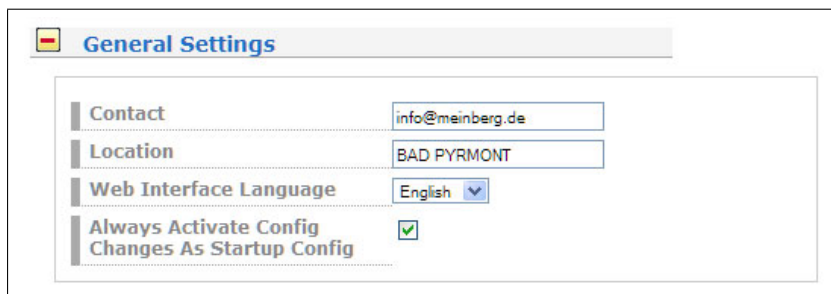 General Settings
Contact
info@meinberg.de
Location
BAD PYRMONT
Web Interface Language
English
Always Activate Config
Changes As Startup Config